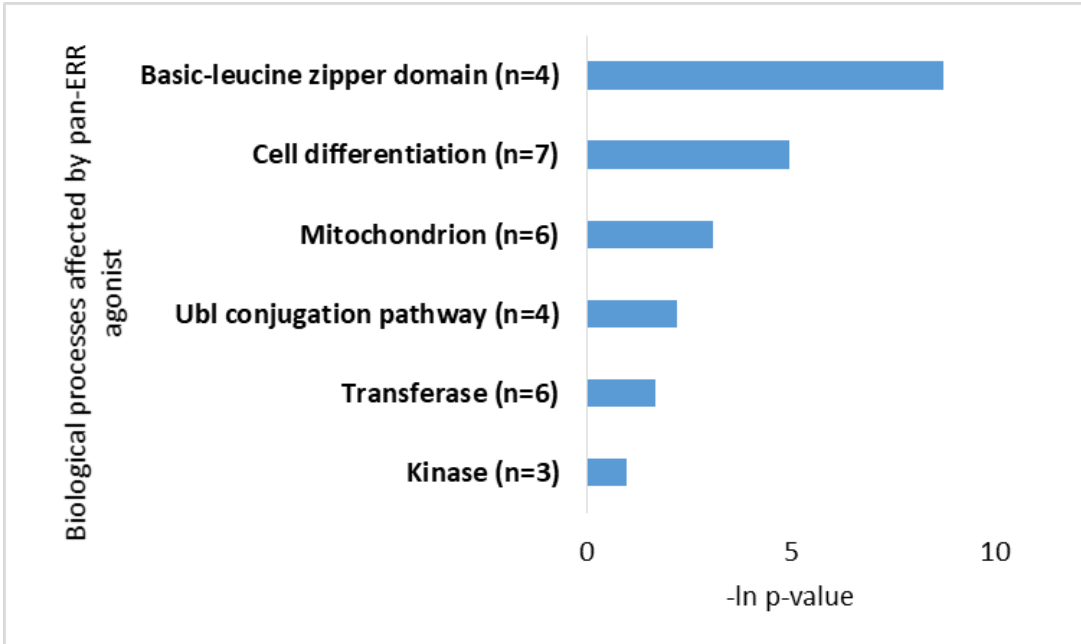 Biological processes affected by pan-ERR
agonist
Basic-leucine zipper domain (n=4)
Cell differentiation (n=7)
Mitochondrion (n=6)
Ubl conjugation pathway (n=4)
Transferase (n=6)
Kinase (n=3)
0 5 10
-ln p-value